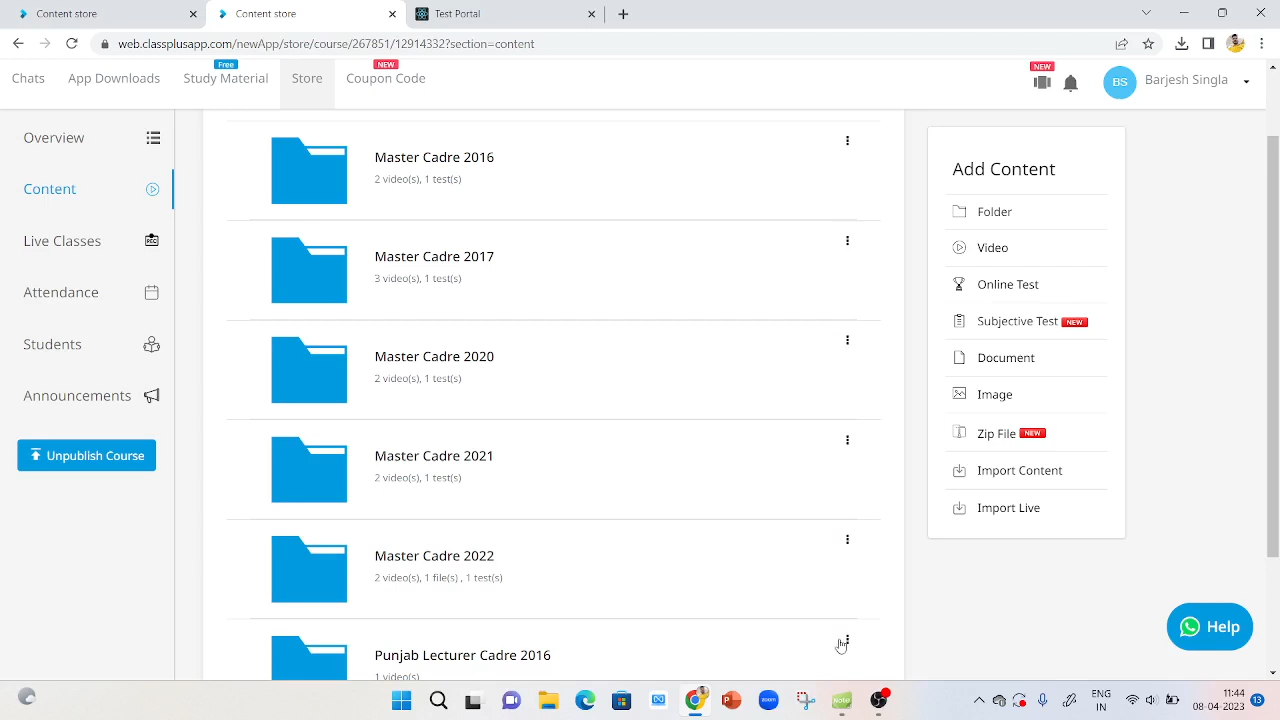 Content store
Content store
Test Portal
web.classplusapp.com/newApp/store/course/267851/12914332?section=content
Chats
App Downloads
Free
Study Material
Store
NEW
Coupon Code
NEW
BS
Barjesh Singla
Overview
Content
Live Classes
Attendance
Students
Announcements
Unpublish Course
Master Cadre 2016
2 video(s), 1 test(s)
Master Cadre 2017
3 video(s), 1 test(s)
Master Cadre 2020
2 video(s), 1 test(s)
Master Cadre 2021
2 video(s), 1 test(s)
Master Cadre 2022
2 video(s), 1 file(s) , 1 test(s)
Punjab Lecturer Cadre 2016
1 video(s)
Add Content
Folder
Video
Online Test
Subjective Test NEW
Document
Image
Zip File NEW
Import Content
Import Live
Help
zoom
Note
ENG
IN
11:44
08-04-2023
13